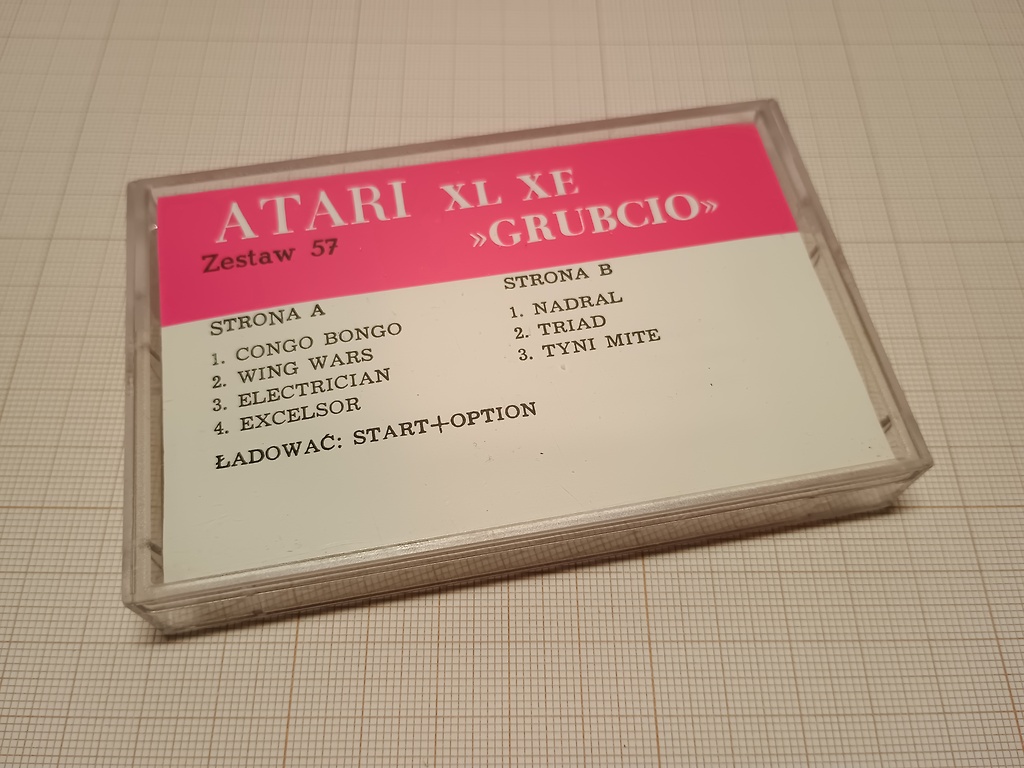 ATARI XL XE
»GRUBCIO»
Zestaw 57
STRONA A
1. CONGO BONGO
2. WING WARS
3. ELECTRICIAN
4. EXCELSOR
ŁADOWAĆ: START+OPTION
STRONA B
1. NADRAL
2. TRIAD
3. TYNI MITE